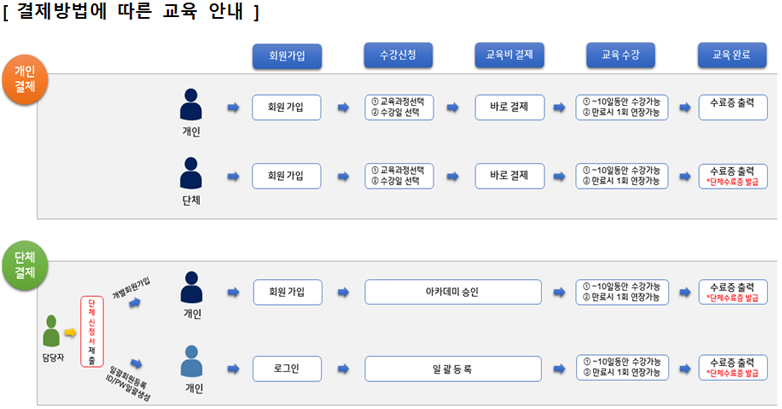 [ 결제방법에 따른 교육 안내 ]
회원가입
수강신청
교육비 결제
교육 수강
교육 완료
개인
결제
개인
회원 가입
① 교육과정선택
② 수강일 선택
바로 결제
① ~10일동안 수강가능
② 만료시 1회 연장가능
수료증 출력
단체
회원 가입
① 교육과정선택
② 수강일 선택
바로 결제
① ~10일동안 수강가능
② 만료시 1회 연장가능
수료증 출력
*단체수료증 발급
단체
결제
담당자
단체 신청서 제출
개별회원가입
개인
회원 가입
아카데미 승인
① ~10일동안 수강가능
② 만료시 1회 연장가능
수료증 출력
*단체수료증 발급
일괄회원등록
ID/PW일괄생성
개인
로그인
일 괄 등 록
① ~10일동안 수강가능
② 만료시 1회 연장가능
수료증 출력
*단체수료증 발급